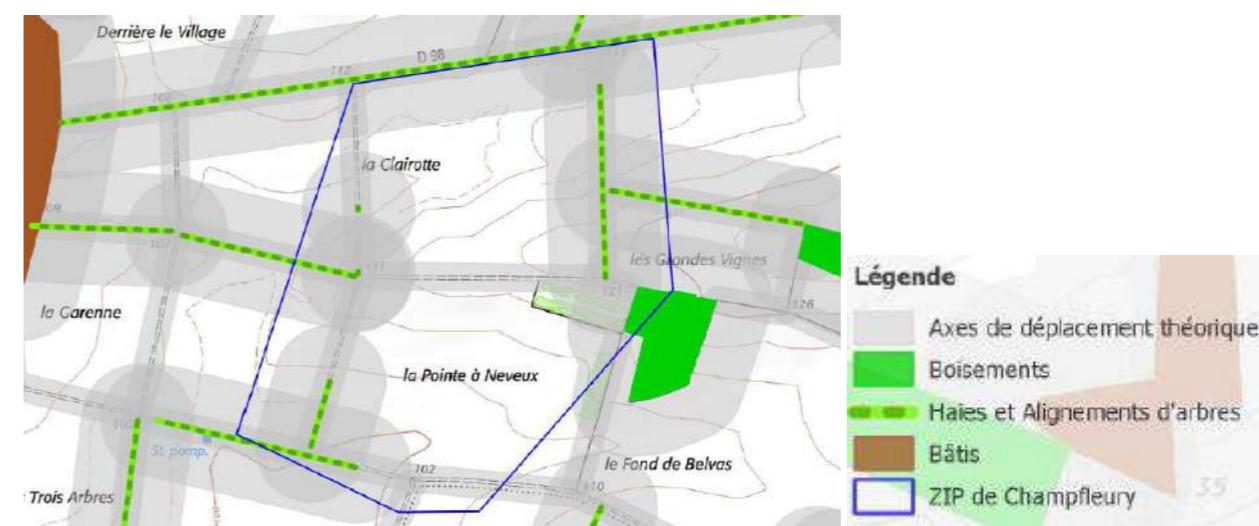 Derrière le Village
D 98
112
108
la Clairotte
109
107
111
les Grandes Vignes
121
126
la Garenne
la Pointe à Neveux
St. pomp.
102
le Fond de Belvas
110
Trois Arbres
Légende
Axes de déplacement théorique
Boisements
Haies et Alignements d'arbres
Bâtis
ZIP de Champfleury
35